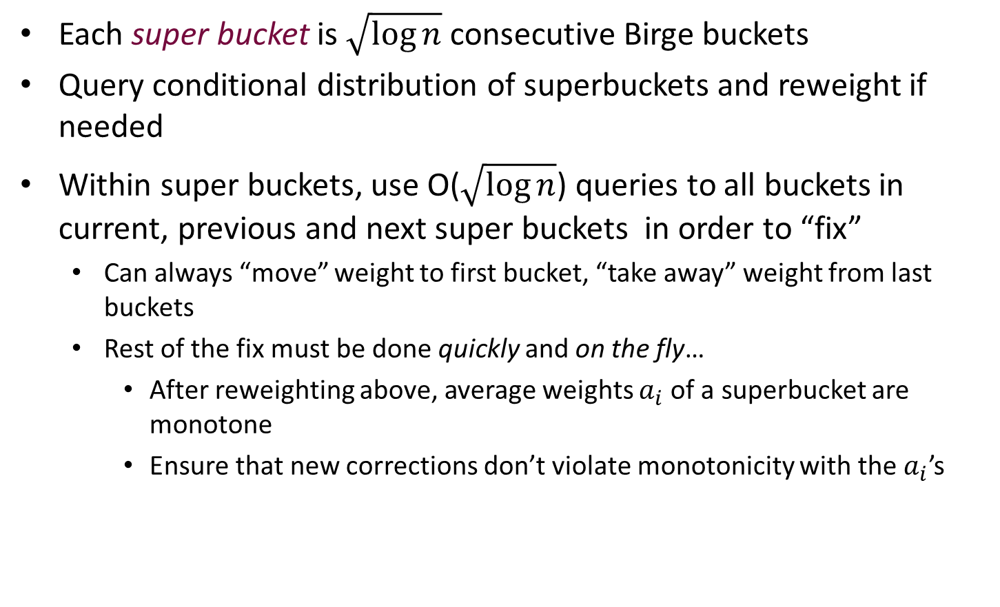 • Each super bucket is √log n consecutive Birge buckets
• Query conditional distribution of superbuckets and reweight if
needed
• Within super buckets, use O(√log n) queries to all buckets in
current, previous and next super buckets  in order to “fix”
• Can always “move” weight to first bucket, “take away” weight from last
buckets
• Rest of the fix must be done quickly and on the fly…
• After reweighting above, average weights aᵢ of a superbucket are
monotone
• Ensure that new corrections don’t violate monotonicity with the aᵢ’s